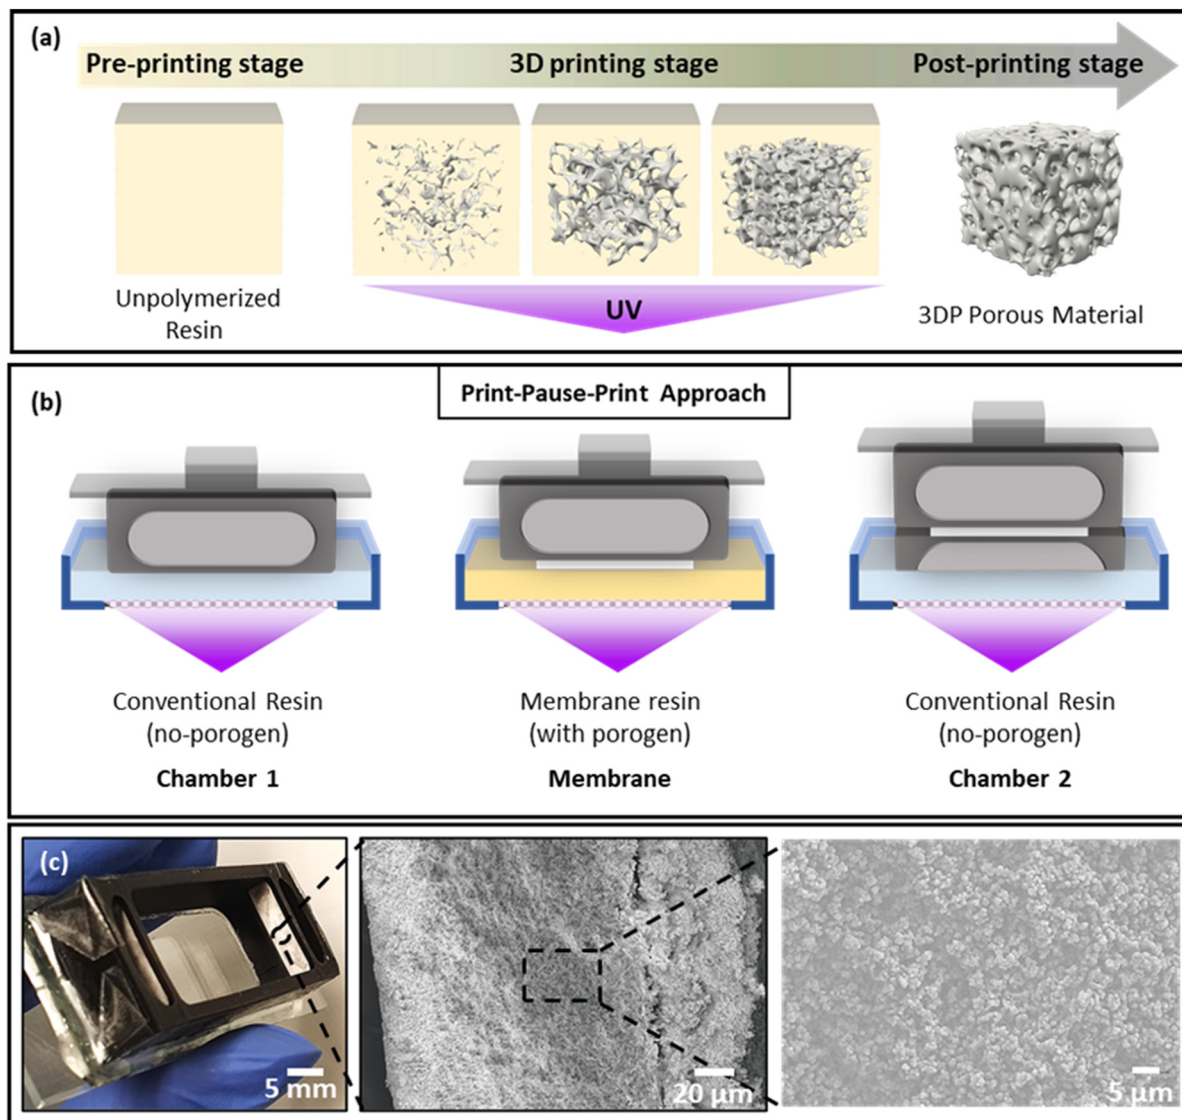 (a)
Pre-printing stage 3D printing stage Post-printing stage
Unpolymerized
Resin
UV
3DP Porous Material
(b)
Print-Pause-Print Approach
Conventional Resin
(no-porogen)
Chamber 1
Membrane resin
(with porogen)
Membrane
Conventional Resin
(no-porogen)
Chamber 2
(c)
5 mm
20 μm
5 μm